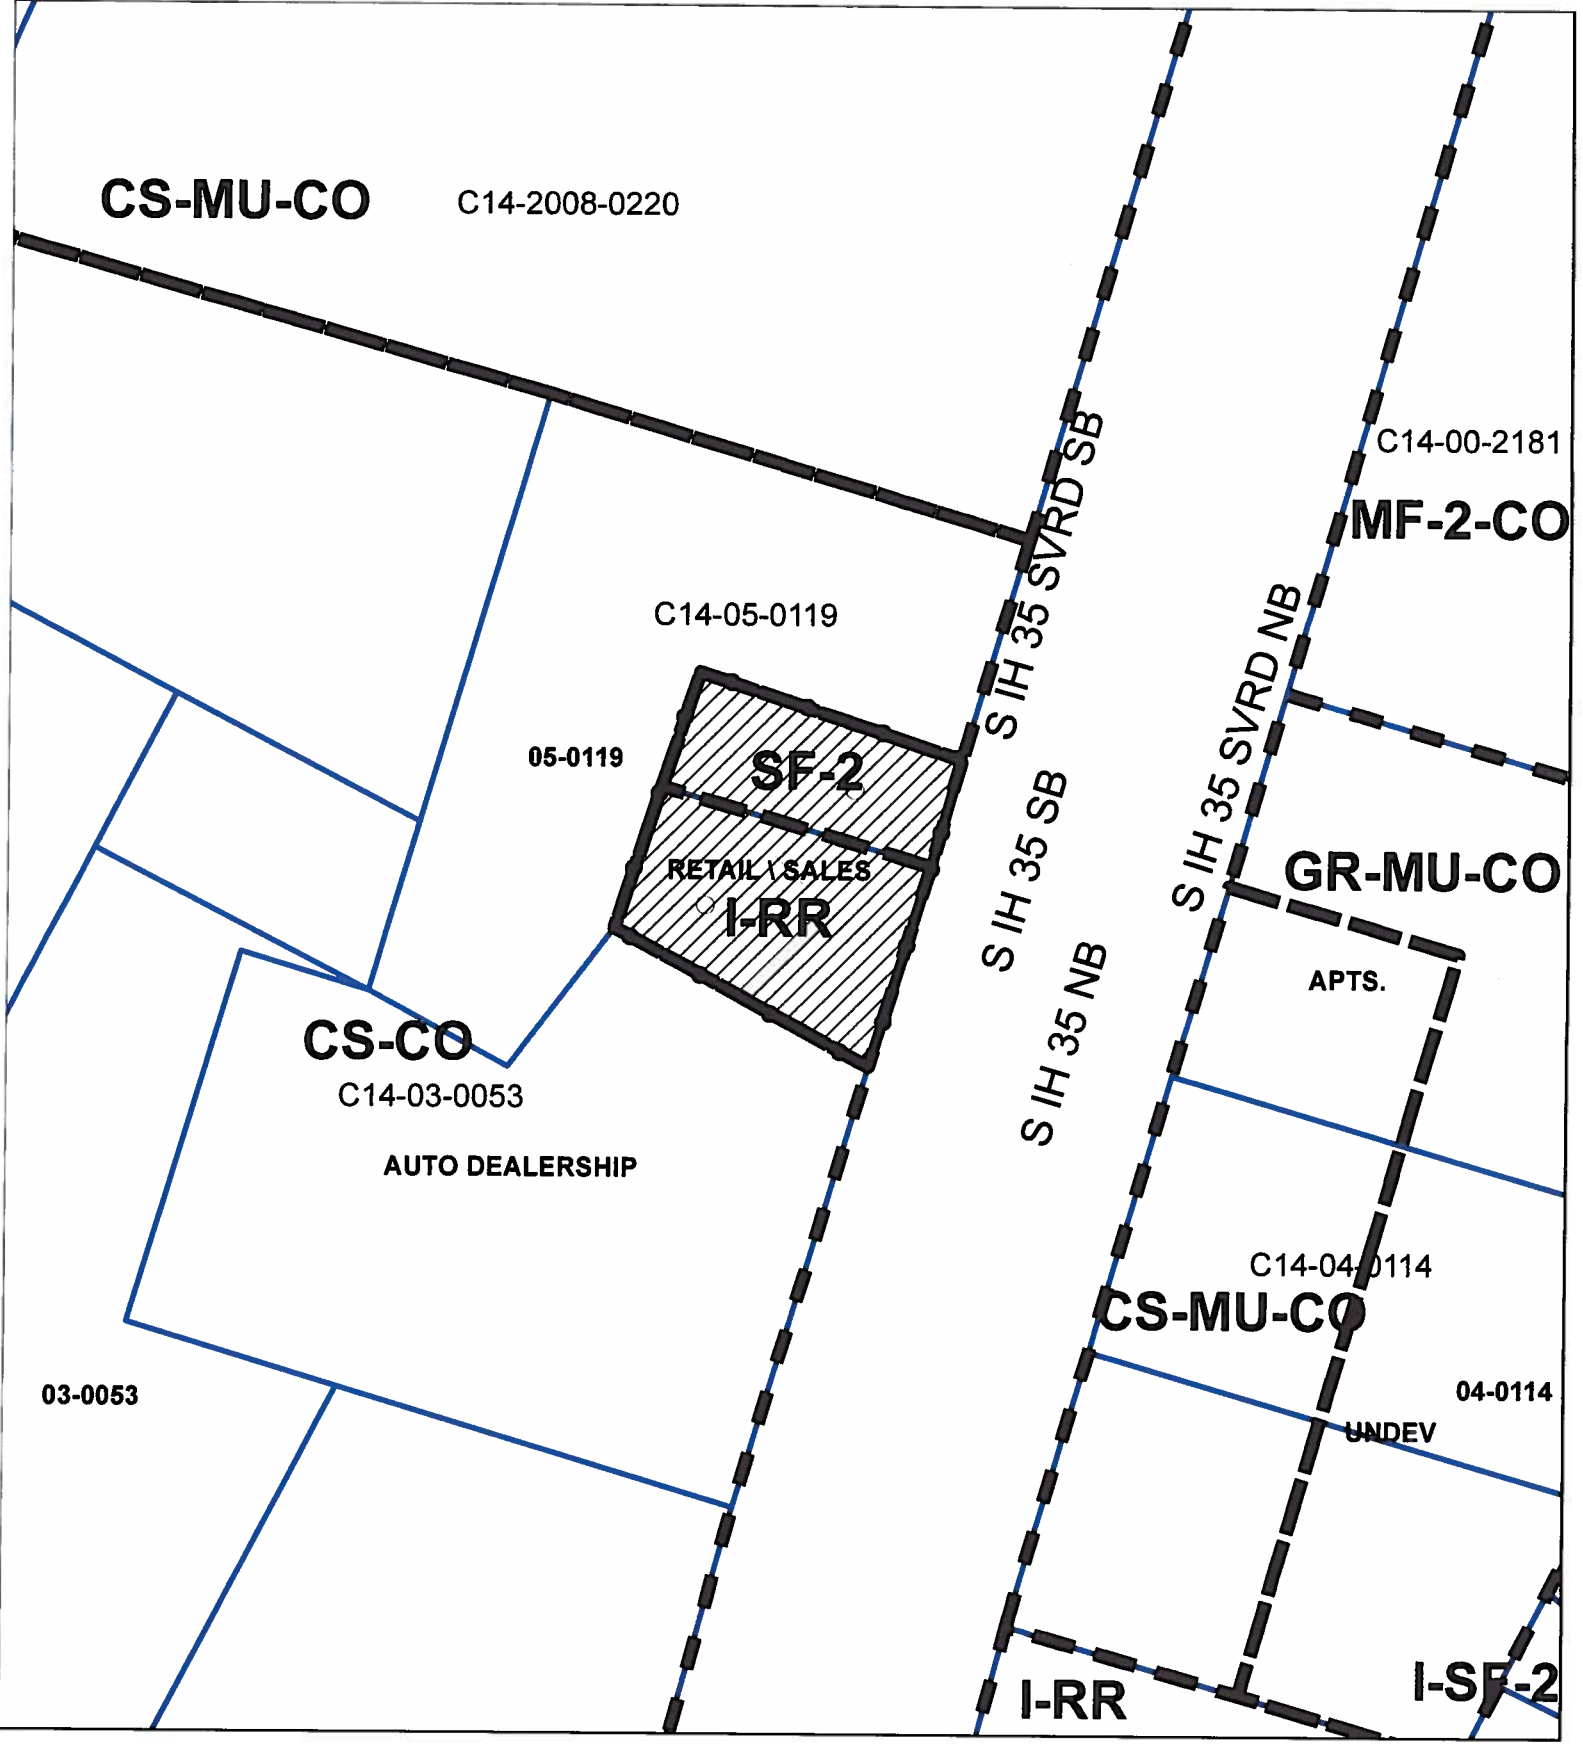 CS-MU-CO
C14-2008-0220
C14-00-2181
MF-2-CO
S IH 35 SVRD SB
C14-05-0119
S IH 35 SVRD NB
05-0119
SF-2
S IH 35 SB
RETAIL \ SALES
GR-MU-CO
I-RR
APTS.
S IH 35 NB
CS-CO
C14-03-0053
AUTO DEALERSHIP
C14-04-0114
CS-MU-CO
03-0053
04-0114
UNDEV
I-SF-2
I-RR